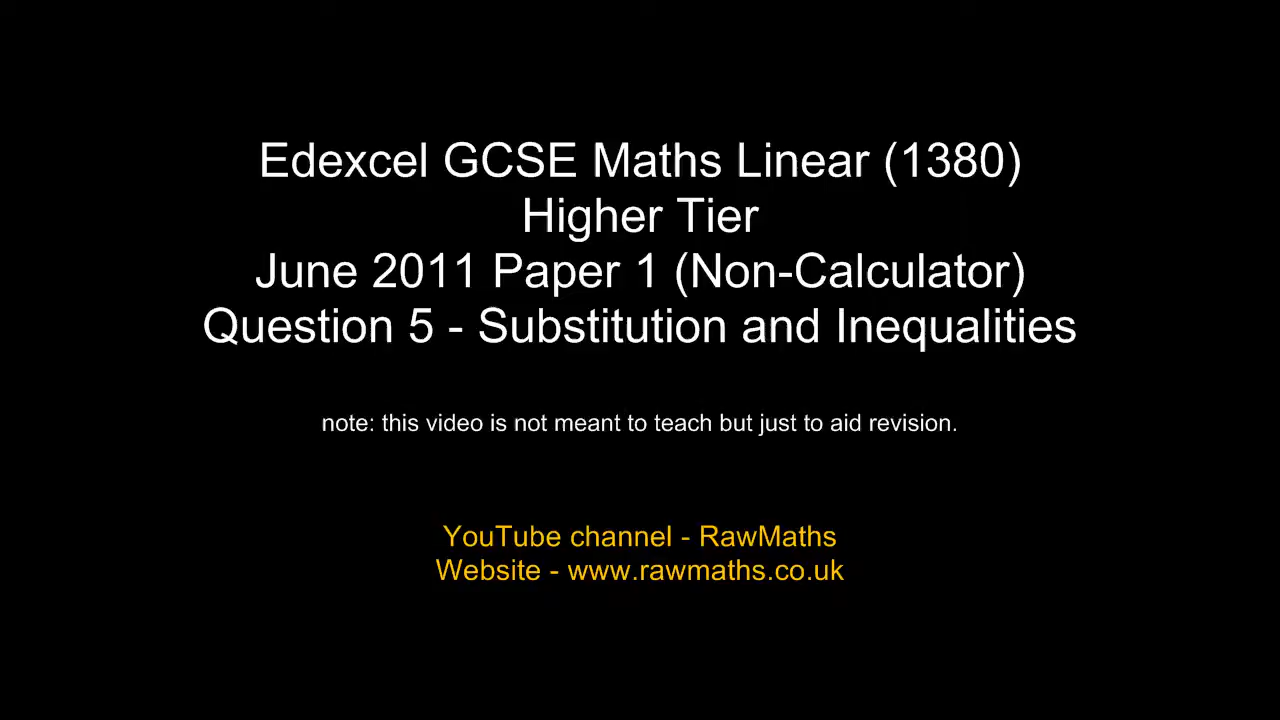 Edexcel GCSE Maths Linear (1380)
Higher Tier
June 2011 Paper 1 (Non-Calculator)
Question 5 - Substitution and Inequalities
note: this video is not meant to teach but just to aid revision.
YouTube channel - RawMaths
Website - www.rawmaths.co.uk